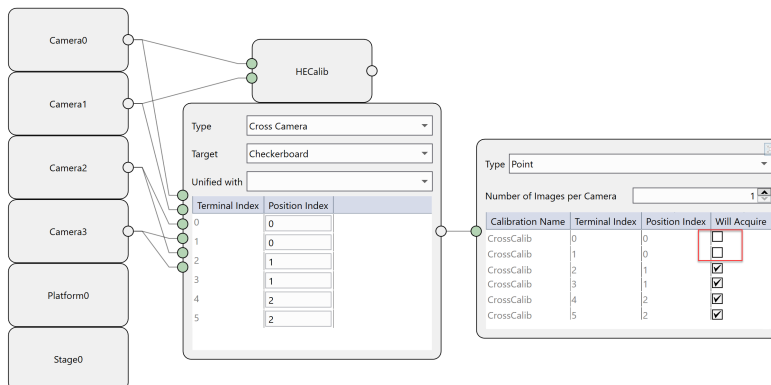 Camera0
Camera1
Camera2
Camera3
Platform0
Stage0
HECalib
Type Cross Camera
Target Checkerboard
Unified with
Terminal Index Position Index
0 0
1 0
2 1
3 1
4 2
5 2
Type Point
Number of Images per Camera 1
Calibration Name Terminal Index Position Index Will Acquire
CrossCalib 0 0
CrossCalib 1 0
CrossCalib 2 1
CrossCalib 3 1
CrossCalib 4 2
CrossCalib 5 2